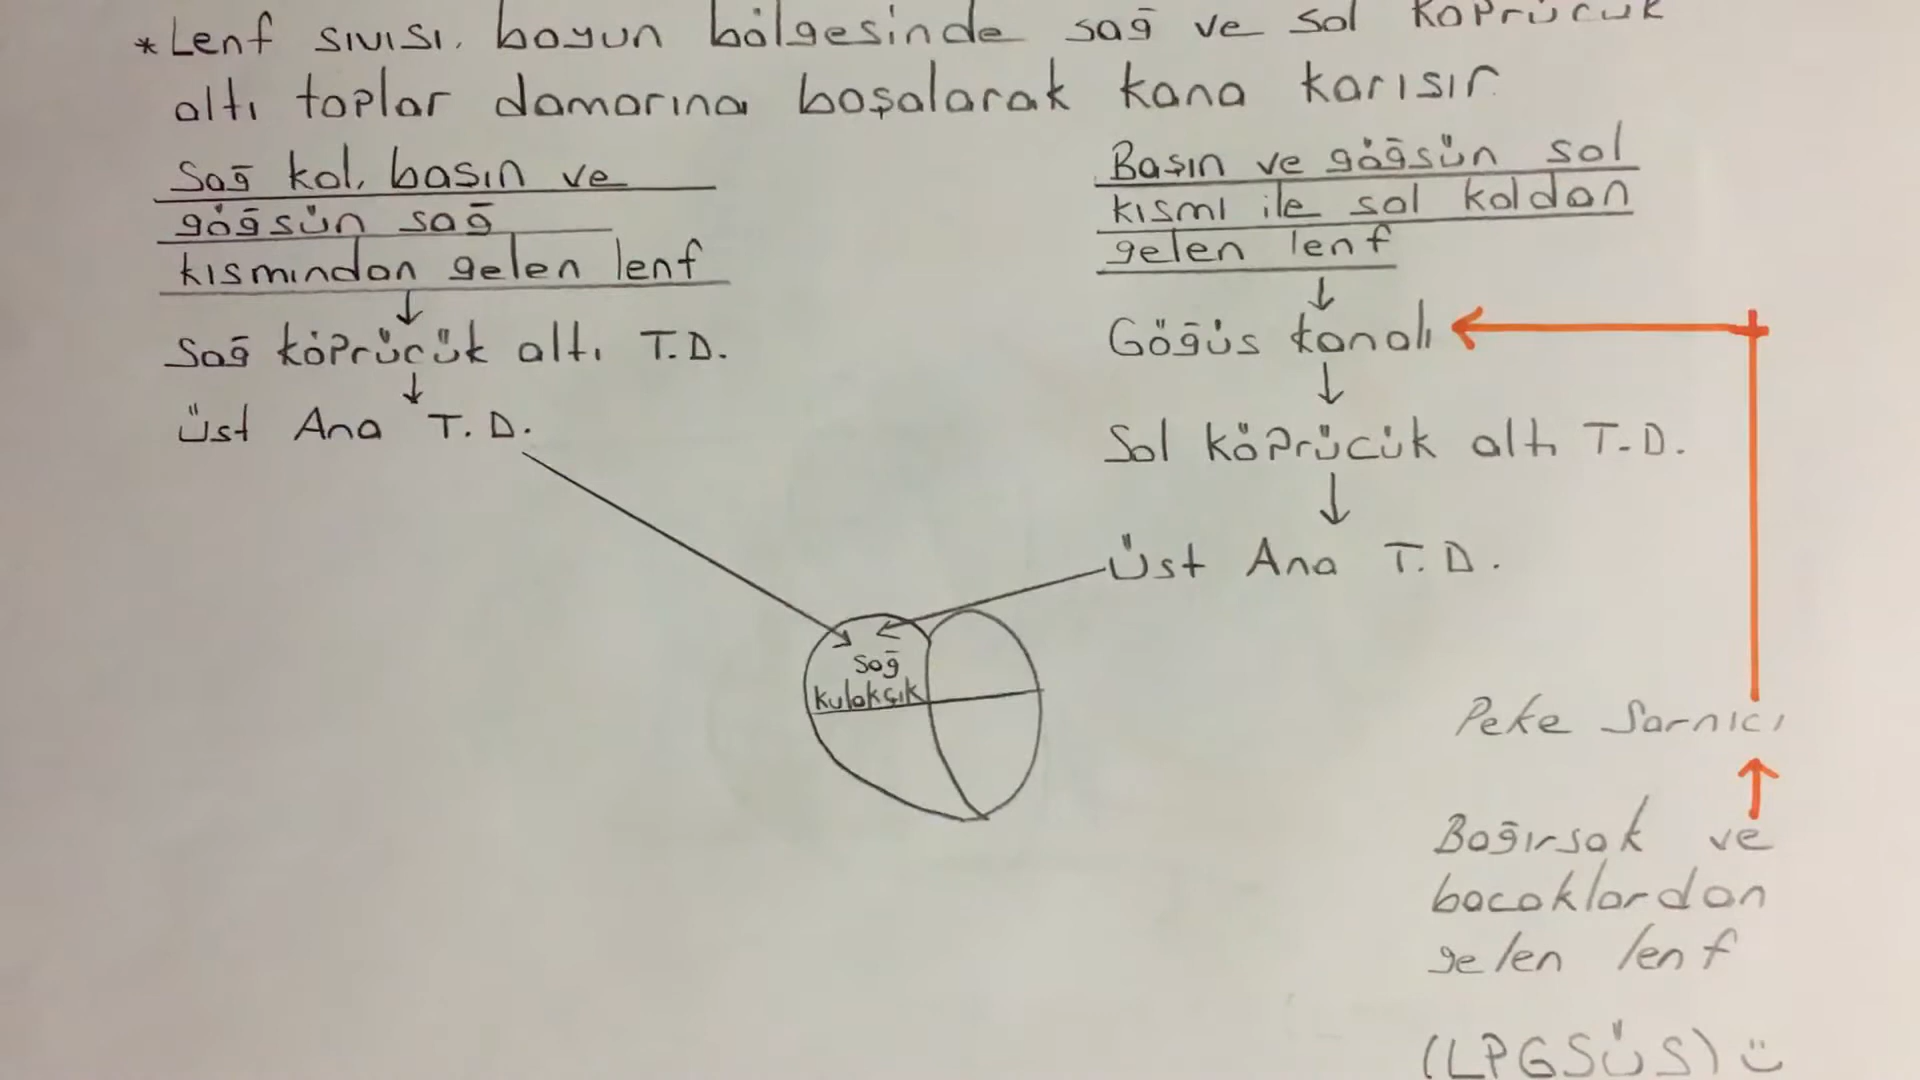 *Lenf sıvısı, boyun bölgesinde sağ ve sol köprücük
altı toplar damarına boşalarak kana karışır.
Sağ kol, başın ve
göğsün sağ
kısmından gelen lenf
↓
Sağ köprücük altı T.D.
↓
Üst Ana T.D.
Başın ve göğsün sol
kısmı ile sol koldan
gelen lenf
↓
Göğüs kanalı
↓
Sol köprücük altı T.D.
↓
Üst Ana T.D.
Sağ
kulakçık
Peke Sarnıcı
Bağırsak ve
bacaklardan
gelen lenf
(LPGSÜS)